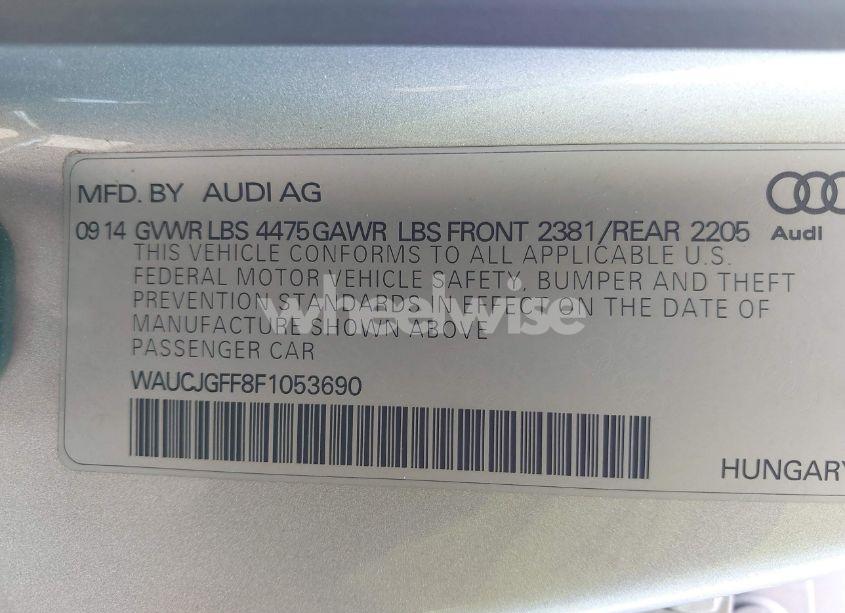 MFD. BY AUDI AG
09 14 GVWR LBS 4475 GAWR LBS FRONT 2381/REAR 2205
Audi
THIS VEHICLE CONFORMS TO ALL APPLICABLE U.S.
FEDERAL MOTOR VEHICLE SAFETY, BUMPER AND THEFT
PREVENTION STANDARDS IN EFFECT ON THE DATE OF
MANUFACTURE SHOWN ABOVE
wheelwise
PASSENGER CAR
WAUCJGFF8F1053690
HUNGARY